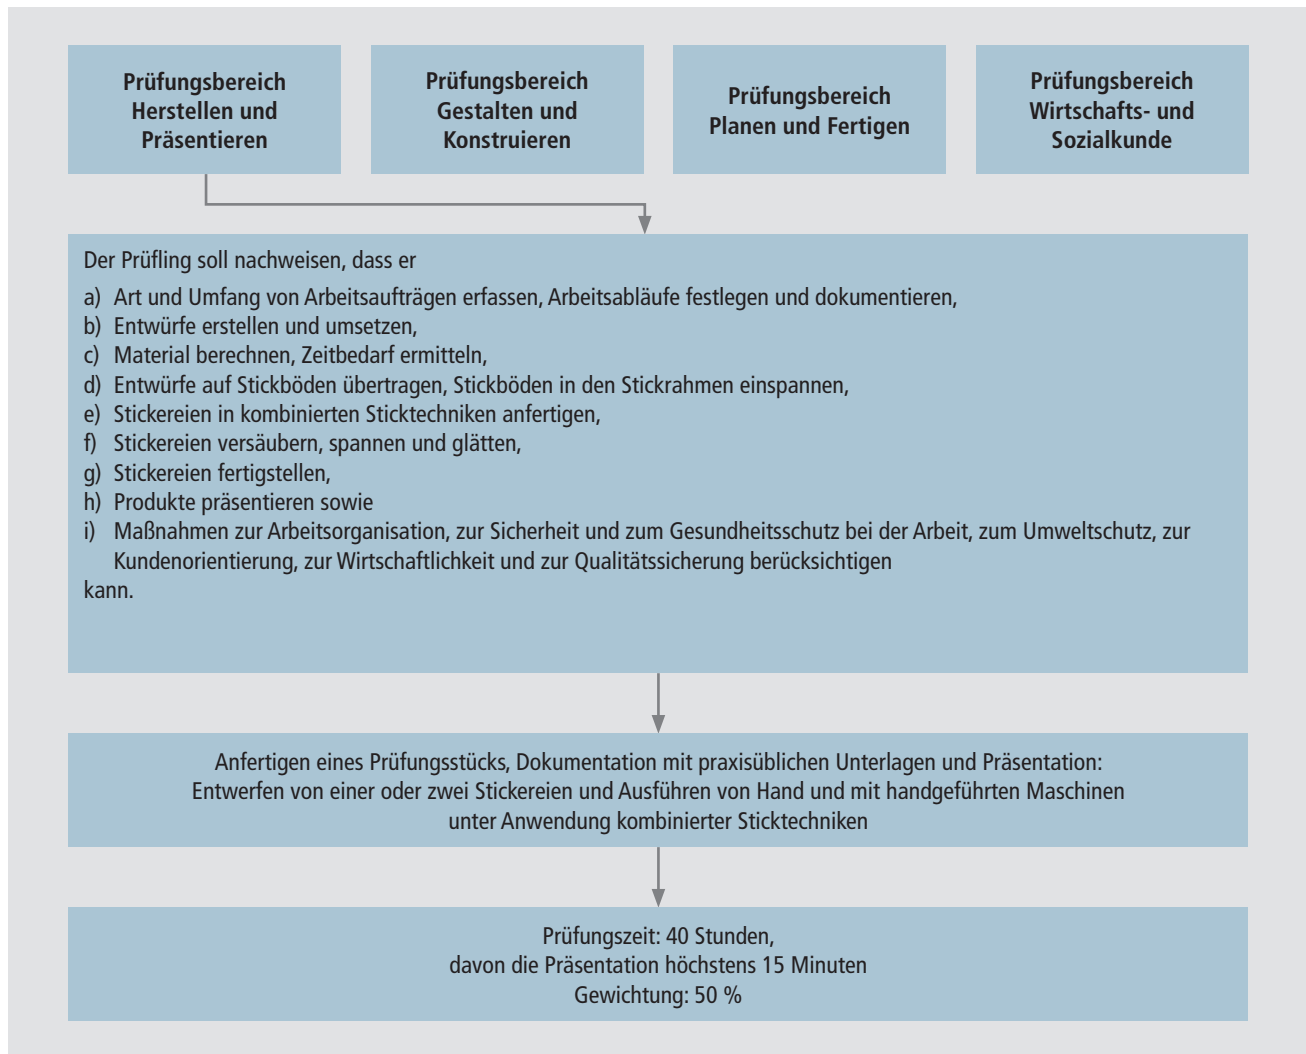 Prüfungsbereich
Herstellen und
Präsentieren
Prüfungsbereich
Gestalten und
Konstruieren
Prüfungsbereich
Planen und Fertigen
Prüfungsbereich
Wirtschafts- und
Sozialkunde
Der Prüfling soll nachweisen, dass er
a) Art und Umfang von Arbeitsaufträgen erfassen, Arbeitsabläufe festlegen und dokumentieren,
b) Entwürfe erstellen und umsetzen,
c) Material berechnen, Zeitbedarf ermitteln,
d) Entwürfe auf Stickböden übertragen, Stickböden in den Stickrahmen einspannen,
e) Stickereien in kombinierten Sticktechniken anfertigen,
f) Stickereien versäubern, spannen und glätten,
g) Stickereien fertigstellen,
h) Produkte präsentieren sowie
i) Maßnahmen zur Arbeitsorganisation, zur Sicherheit und zum Gesundheitsschutz bei der Arbeit, zum Umweltschutz, zur
Kundenorientierung, zur Wirtschaftlichkeit und zur Qualitätssicherung berücksichtigen
kann.
Anfertigen eines Prüfungsstücks, Dokumentation mit praxisüblichen Unterlagen und Präsentation:
Entwerfen von einer oder zwei Stickereien und Ausführen von Hand und mit handgeführten Maschinen
unter Anwendung kombinierter Sticktechniken
Prüfungszeit: 40 Stunden,
davon die Präsentation höchstens 15 Minuten
Gewichtung: 50 %